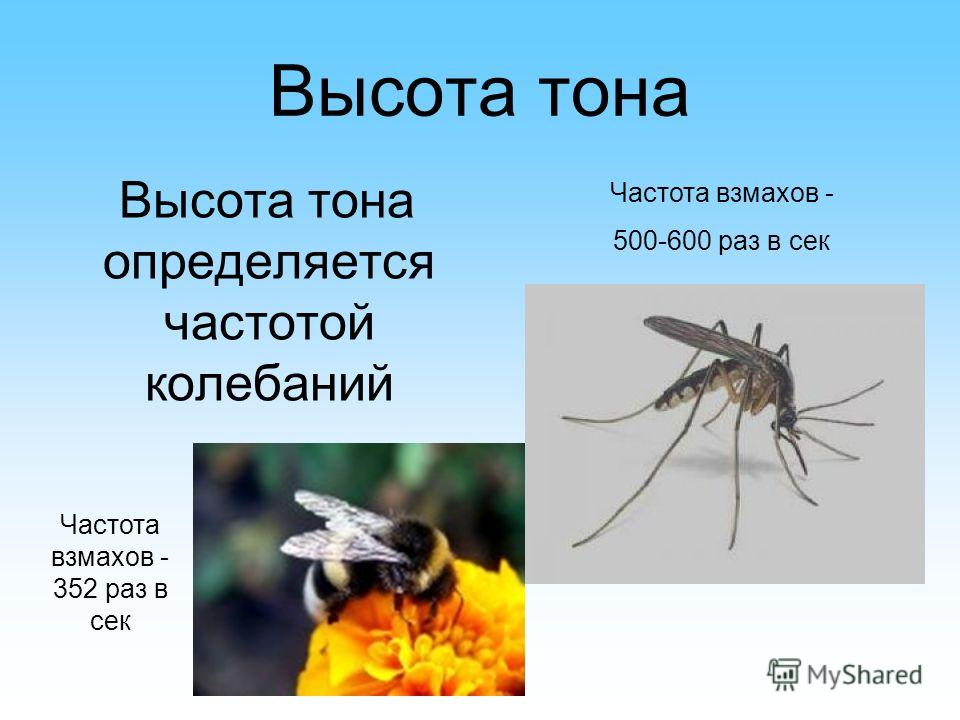 Высота тона
Высота тона
определяется
частотой
колебаний
Частота взмахов -
500-600 раз в сек
Частота
взмахов -
352 раз в
сек
MyShared